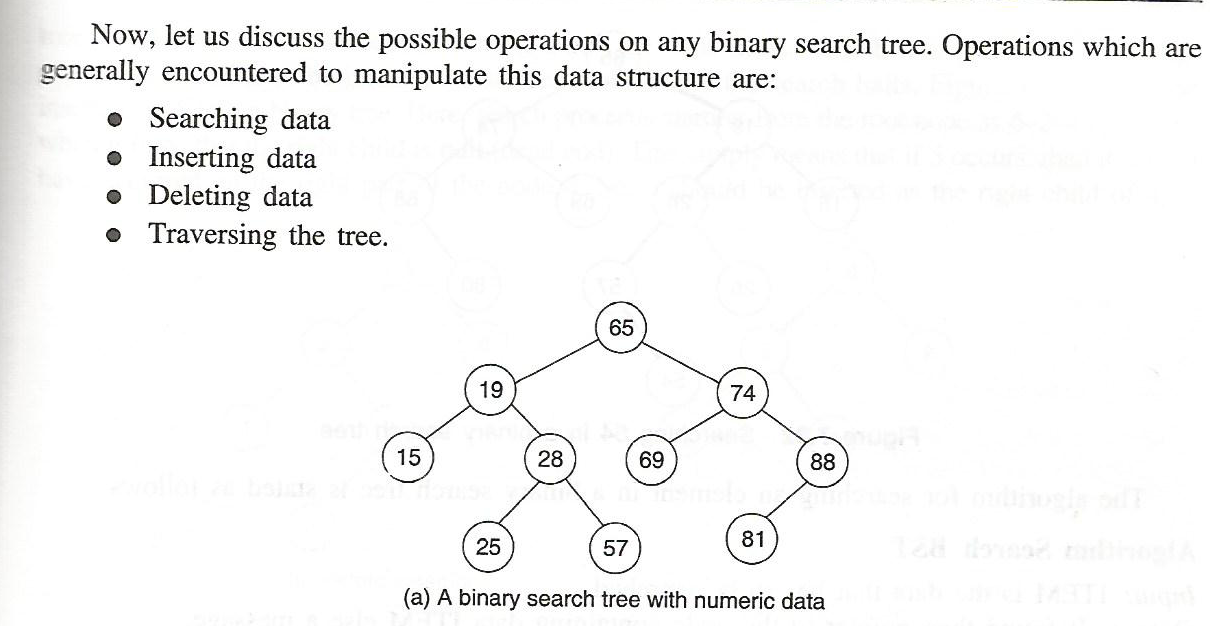 Now, let us discuss the possible operations on any binary search tree. Operations which are
generally encountered to manipulate this data structure are:
• Searching data
• Inserting data
• Deleting data
• Traversing the tree.
65
19
74
15
28
69
88
25
57
81
(a) A binary search tree with numeric data